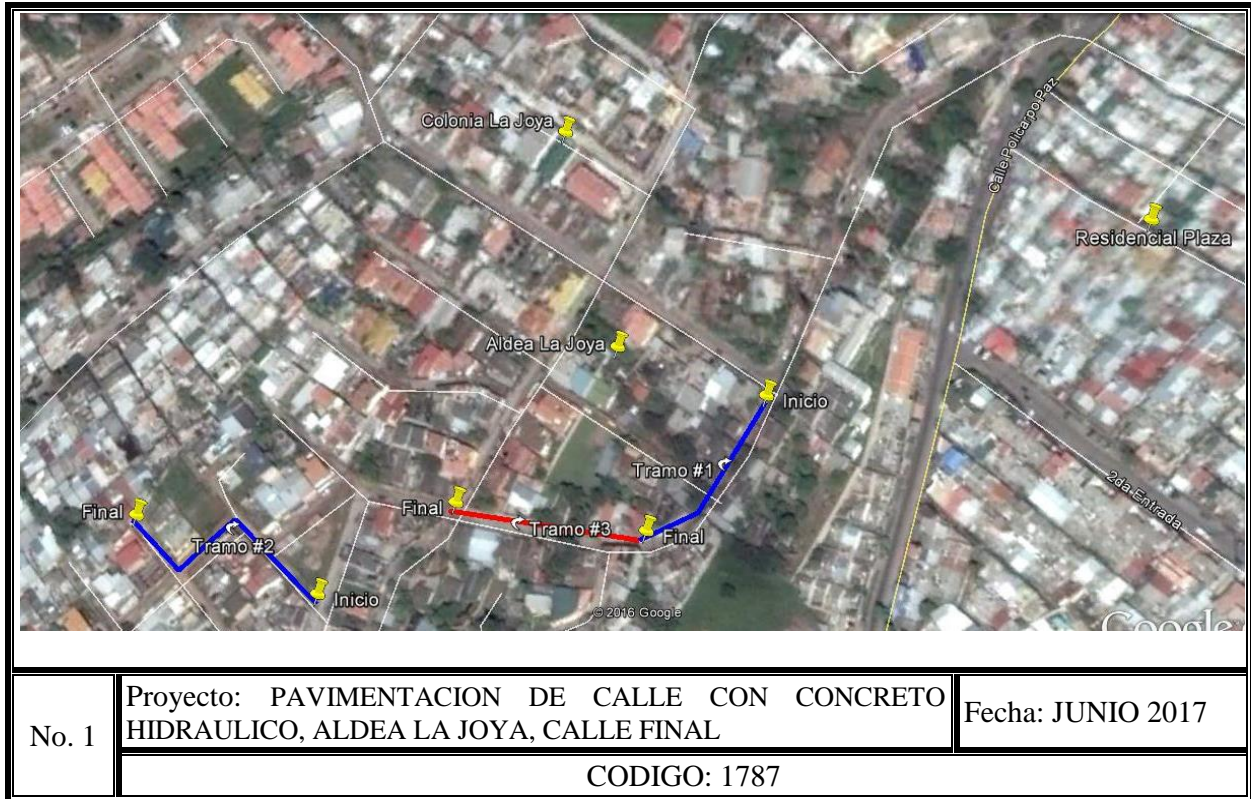 Colonia La Joya
Calle Policarpo Paz
Residencial Plaza
Aldea La Joya
Inicio
Tramo #1
2da Entrada
Final
Final
Tramo #3
Final
Tramo #2
Inicio
© 2016 Google
Google
No. 1
Proyecto: PAVIMENTACION DE CALLE CON CONCRETO
HIDRAULICO, ALDEA LA JOYA, CALLE FINAL
Fecha: JUNIO 2017
CODIGO: 1787